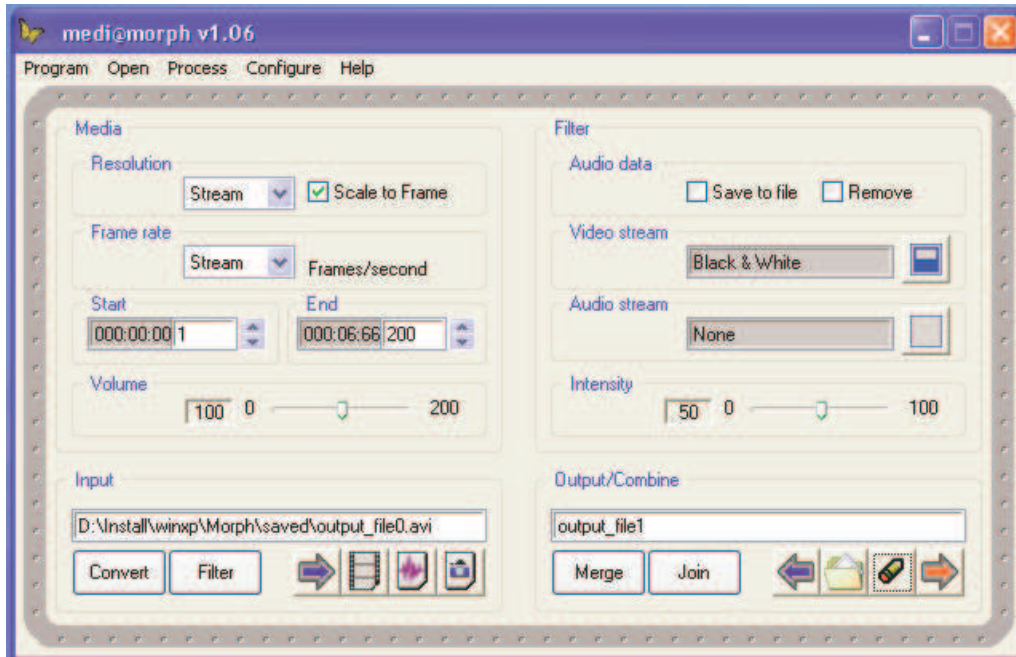 medi@morph v1.06
Program Open Process Configure Help
Media
Resolution
Stream Scale to Frame
Frame rate
Stream Frames/second
Start End
000:00:00 1 000:06:66 200
Volume
100 0 200
Filter
Audio data
Save to file Remove
Video stream
Black & White
Audio stream
None
Intensity
50 0 100
Input
D:\Install\winxp\Morph\saved\output_file0.avi
Convert Filter
Output/Combine
output_file1
Merge Join